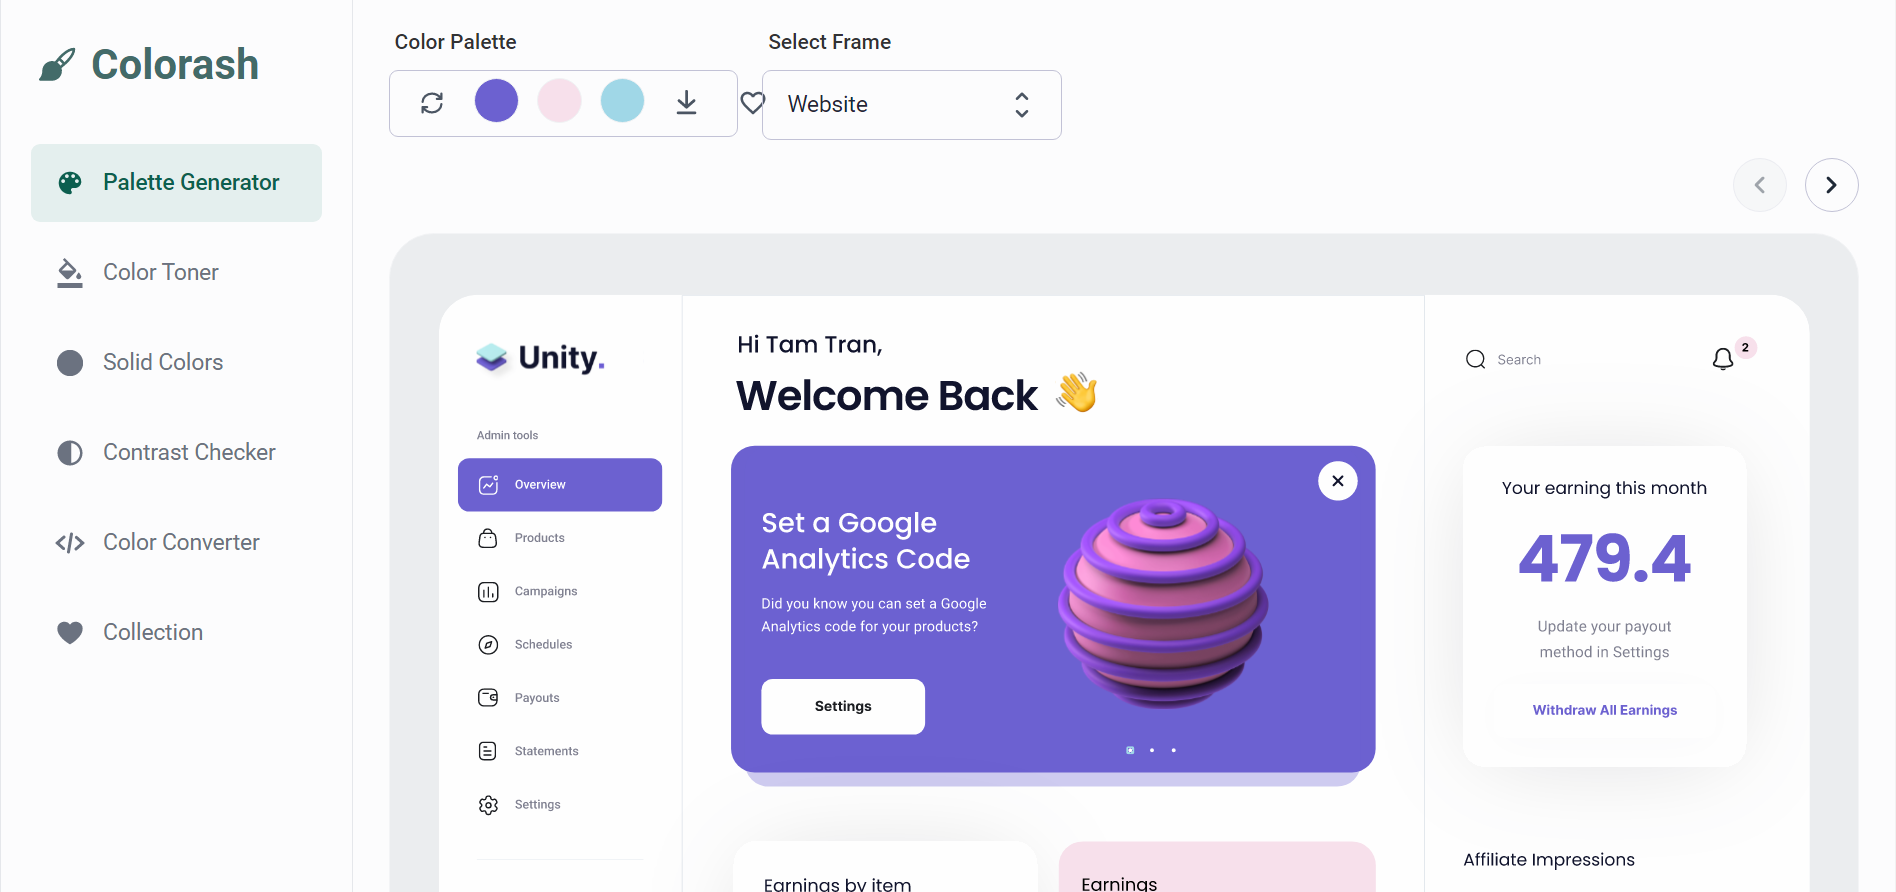 Colorash
Palette Generator
Color Toner
Solid Colors
Contrast Checker
Color Converter
Collection
Color Palette
Select Frame
Website
Unity.
Admin tools
Overview
Products
Campaigns
Schedules
Payouts
Statements
Settings
Hi Tam Tran,
Welcome Back 👋
Set a Google
Analytics Code
Did you know you can set a Google
Analytics code for your products?
Settings
Earnings by item
Earnings
Search
2
Your earning this month
479.4
Update your payout
method in Settings
Withdraw All Earnings
Affiliate Impressions